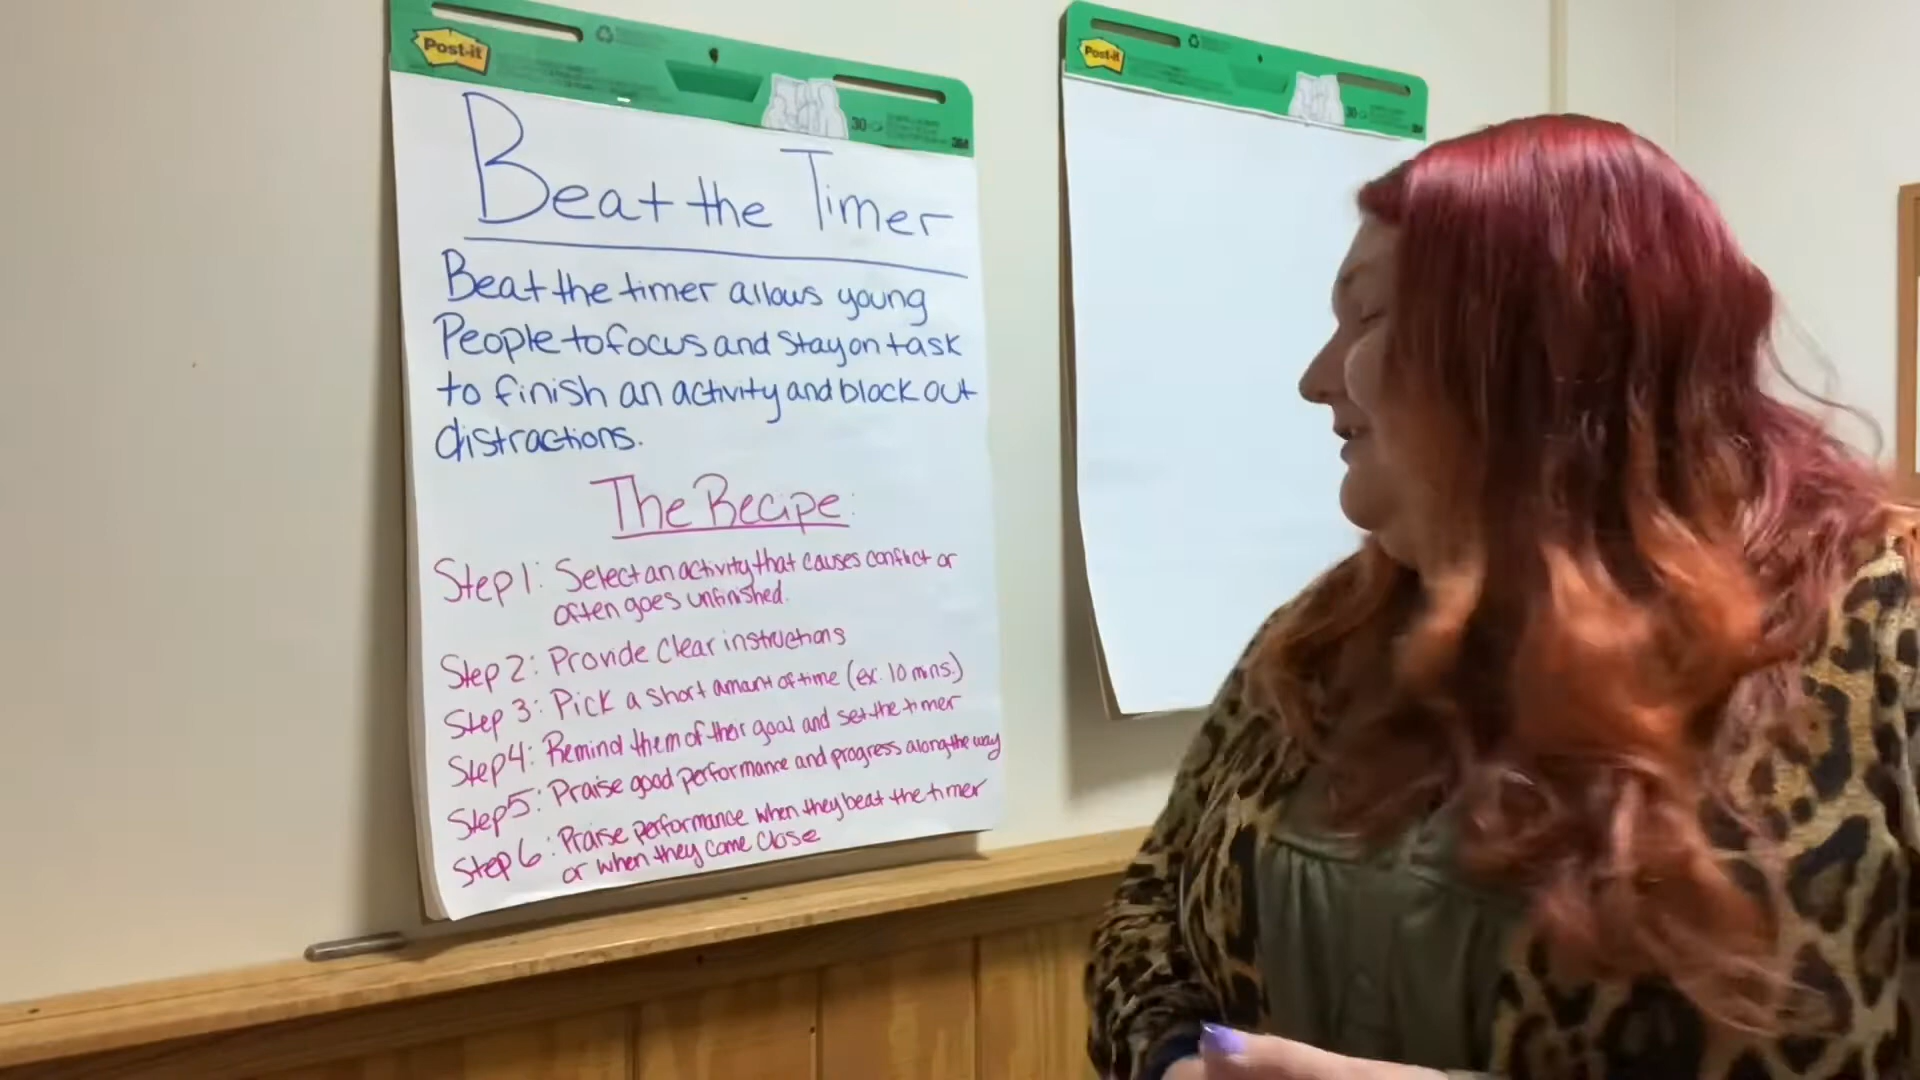 Post-it
30
3M
Beat the Timer
Beat the timer allows young
People to focus and stay on task
to finish an activity and block out
distractions.
The Recipe:
Step 1: Select an activity that causes conflict or
often goes unfinished.
Step 2: Provide clear instructions
Step 3: Pick a short amount of time (ex: 10 mins.)
Step 4: Remind them of their goal and set the timer
Step 5: Praise good performance and progress along the way
Step 6: Praise performance when they beat the timer
or when they come close
Post-it
30
3M